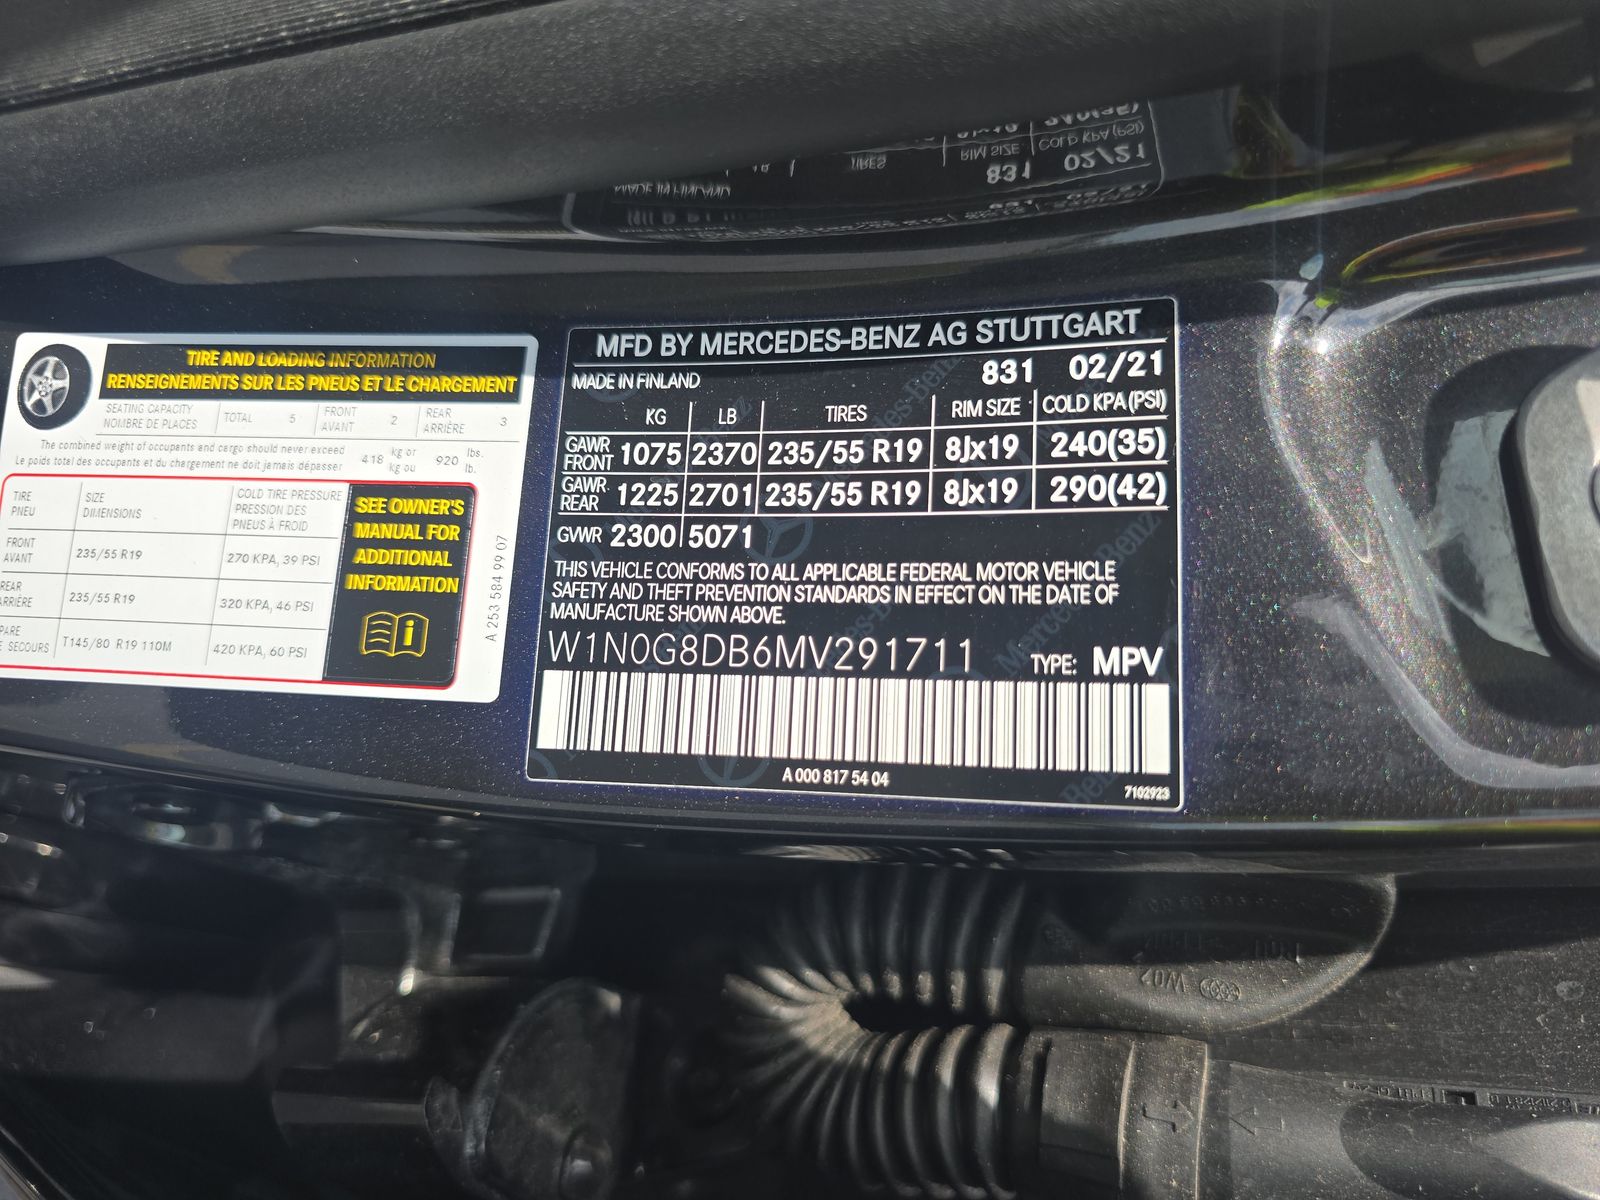 TIRE AND LOADING INFORMATION
RENSEIGNEMENTS SUR LES PNEUS ET LE CHARGEMENT
SEATING CAPACITY
NOMBRE DE PLACES
TOTAL 5
FRONT
AVANT
2
REAR
ARRIÈRE
3
The combined weight of occupants and cargo should never exceed
Le poids total des occupants et du chargement ne doit jamais dépasser
418 kg or
kg ou
920 lbs.
lb.
TIRE
PNEU
SIZE
DIMENSIONS
COLD TIRE PRESSURE
PRESSION DES
PNEUS À FROID
FRONT
AVANT
235/55 R19
270 KPA, 39 PSI
REAR
ARRIÈRE
235/55 R19
320 KPA, 46 PSI
SECOURS
T145/80 R19 110M
420 KPA, 60 PSI
SEE OWNER'S
MANUAL FOR
ADDITIONAL
INFORMATION
A 253 584 99 07
MFD BY MERCEDES-BENZ AG STUTTGART
MADE IN FINLAND 831 02/21
KG LB TIRES RIM SIZE COLD KPA (PSI)
GAWR
FRONT
1075 2370 235/55 R19 8Jx19 240(35)
GAWR
REAR
1225 2701 235/55 R19 8Jx19 290(42)
GVWR 2300 5071
THIS VEHICLE CONFORMS TO ALL APPLICABLE FEDERAL MOTOR VEHICLE
SAFETY AND THEFT PREVENTION STANDARDS IN EFFECT ON THE DATE OF
MANUFACTURE SHOWN ABOVE.
W1N0G8DB6MV291711 TYPE: MPV
A 000 817 54 04
7102923